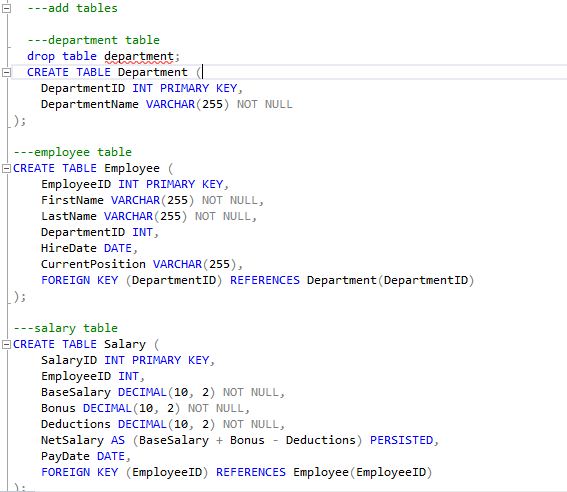 ---add tables
---department table
drop table department;
CREATE TABLE Department (
DepartmentID INT PRIMARY KEY,
DepartmentName VARCHAR(255) NOT NULL
);
---employee table
CREATE TABLE Employee (
EmployeeID INT PRIMARY KEY,
FirstName VARCHAR(255) NOT NULL,
LastName VARCHAR(255) NOT NULL,
DepartmentID INT,
HireDate DATE,
CurrentPosition VARCHAR(255),
FOREIGN KEY (DepartmentID) REFERENCES Department(DepartmentID)
);
---salary table
CREATE TABLE Salary (
SalaryID INT PRIMARY KEY,
EmployeeID INT,
BaseSalary DECIMAL(10, 2) NOT NULL,
Bonus DECIMAL(10, 2) NOT NULL,
Deductions DECIMAL(10, 2) NOT NULL,
NetSalary AS (BaseSalary + Bonus - Deductions) PERSISTED,
PayDate DATE,
FOREIGN KEY (EmployeeID) REFERENCES Employee(EmployeeID)
);